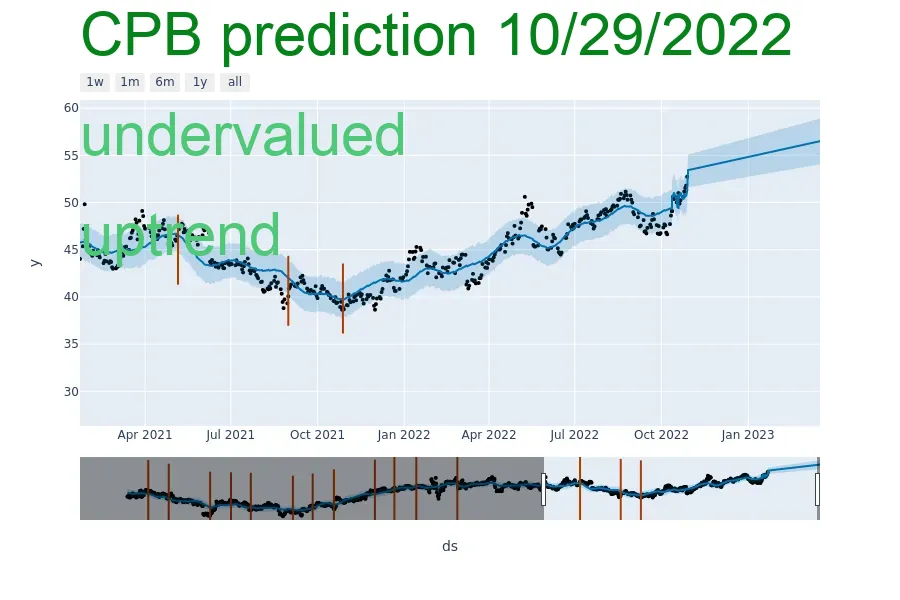 CPB prediction 10/29/2022
1w 1m 6m 1y all
60
undervalued
55
50
uptrend
45
y
40
35
30
Apr 2021 Jul 2021 Oct 2021 Jan 2022 Apr 2022 Jul 2022 Oct 2022 Jan 2023
ds